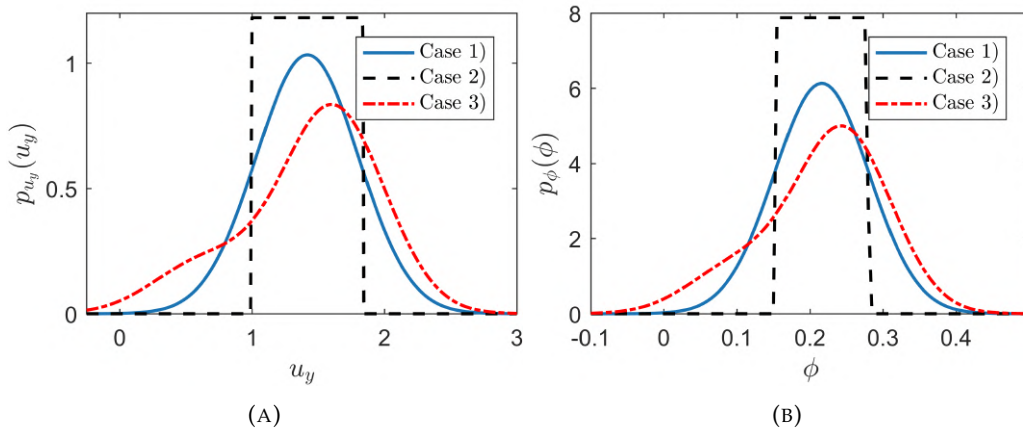 1
0.5
0
0
1
2
3
p_{u_y}(u_y)
u_y
Case 1)
Case 2)
Case 3)
(A)
8
6
4
2
0
-0.1
0
0.1
0.2
0.3
0.4
p_ϕ(ϕ)
ϕ
Case 1)
Case 2)
Case 3)
(B)